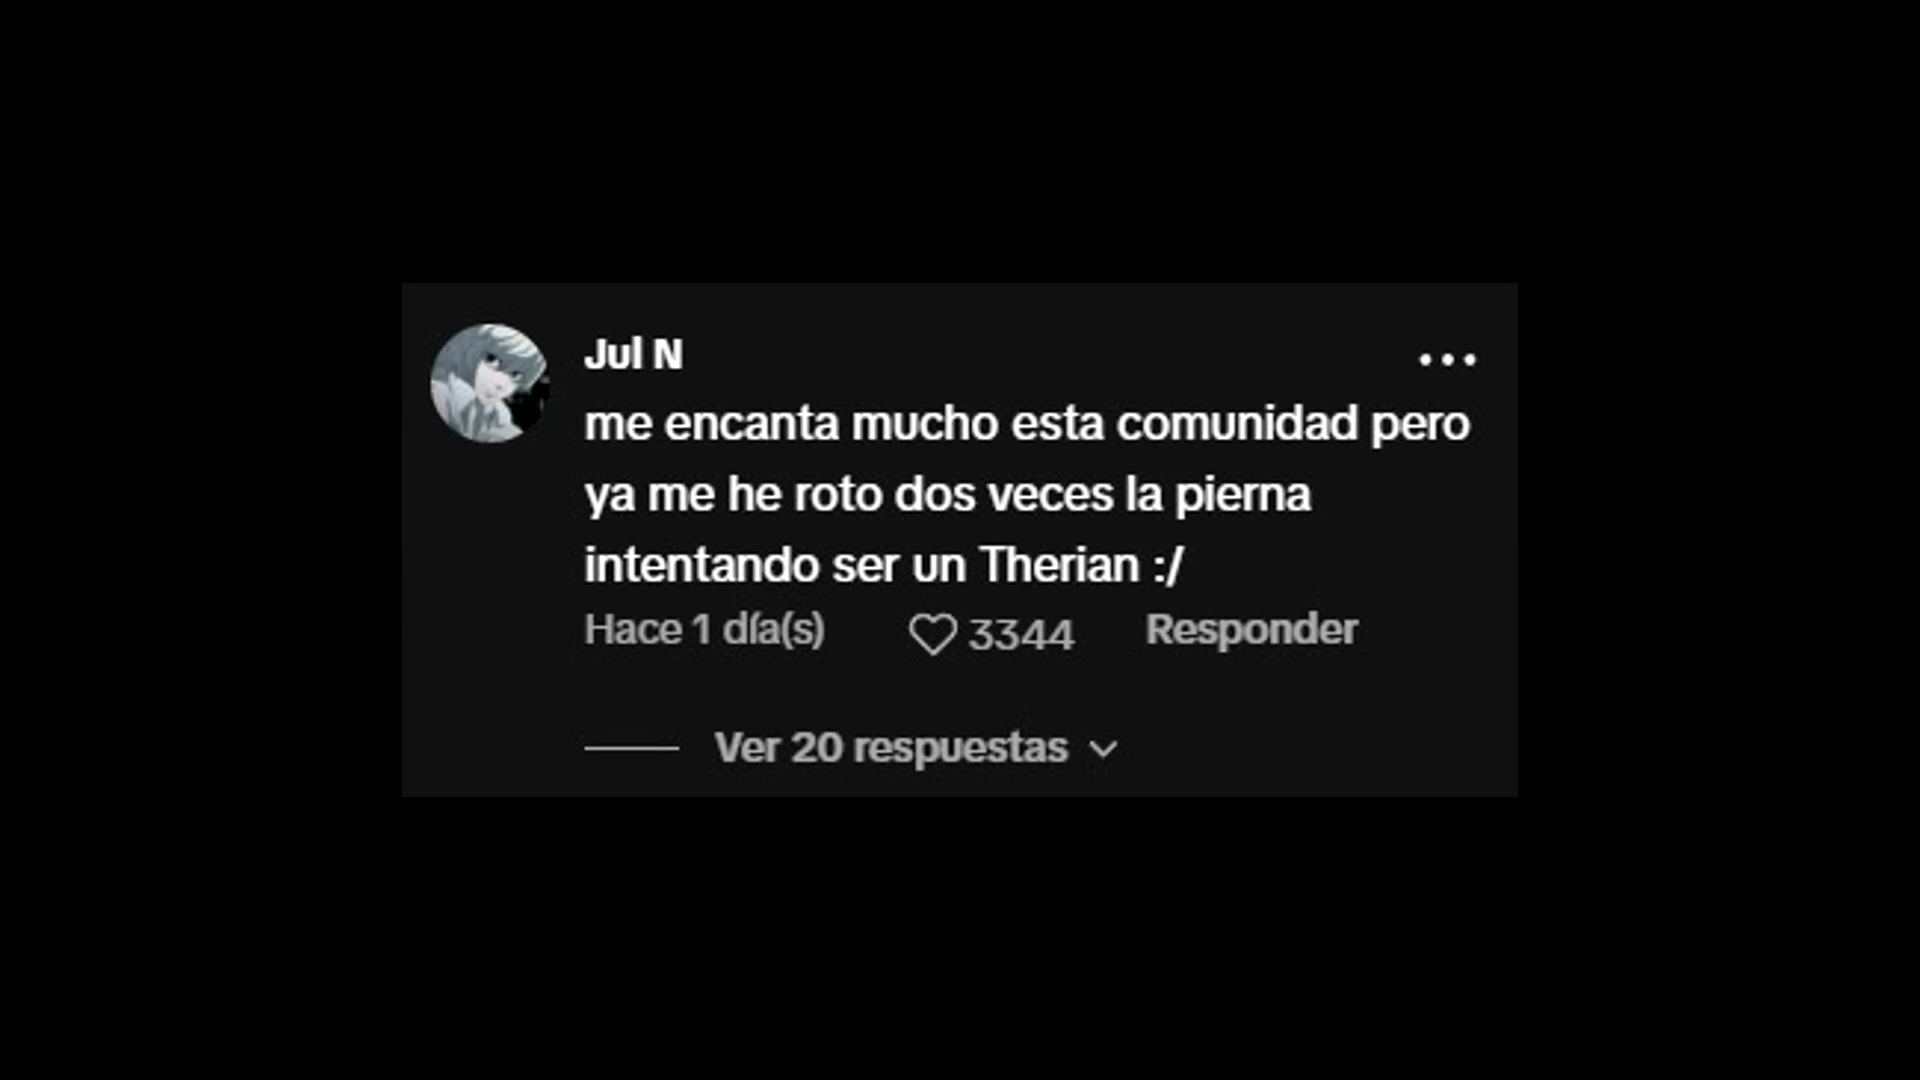 Jul N
me encanta mucho esta comunidad pero
ya me he roto dos veces la pierna
intentando ser un Therian :/
Hace 1 día(s) 3344 Responder
Ver 20 respuestas